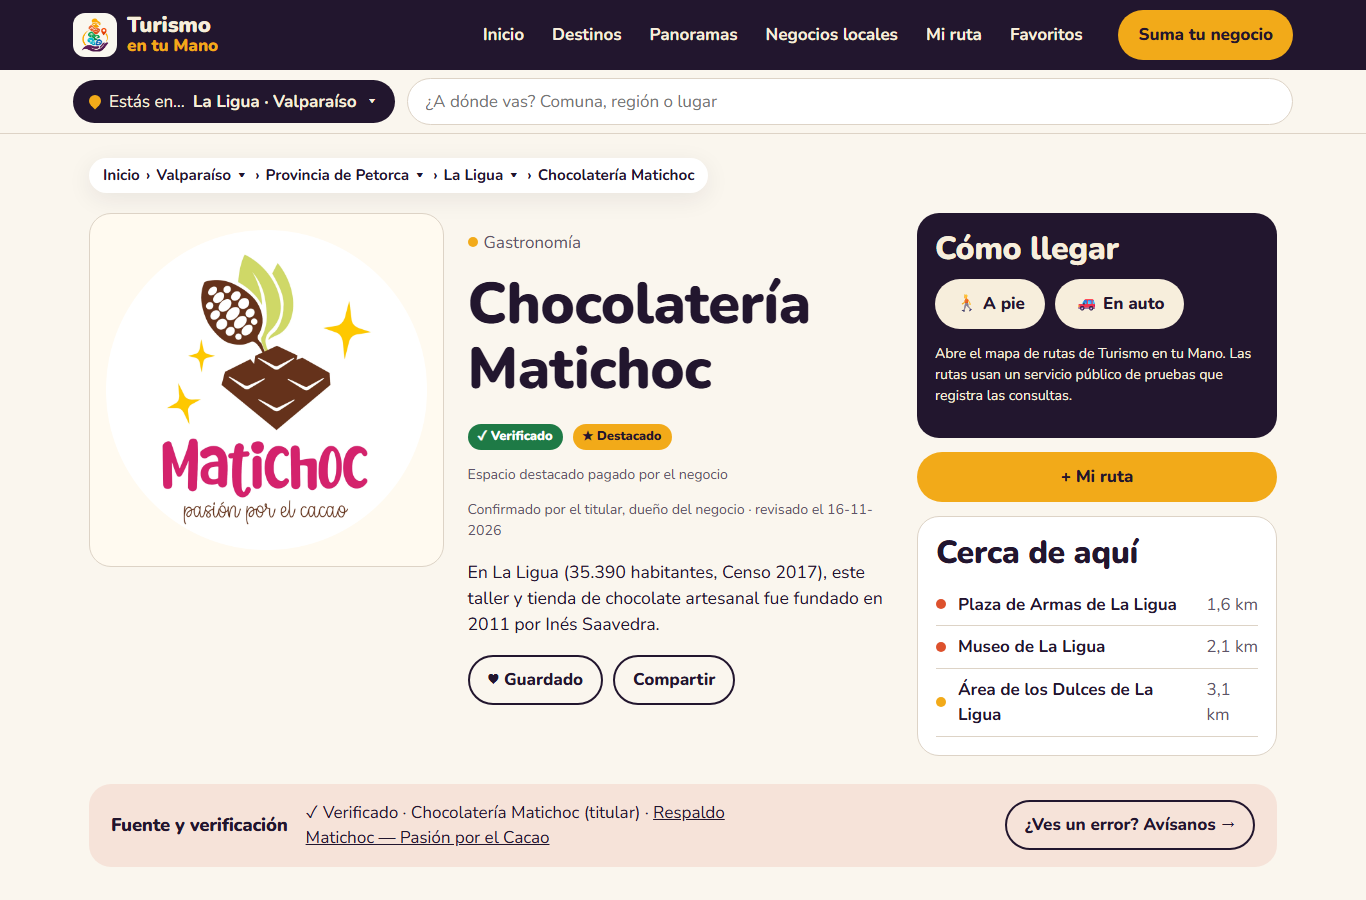 Turismo
en tu Mano
Inicio
Destinos
Panoramas
Negocios locales
Mi ruta
Favoritos
Suma tu negocio
Estás en... La Ligua · Valparaíso
¿A dónde vas? Comuna, región o lugar
Inicio › Valparaíso › Provincia de Petorca › La Ligua › Chocolatería Matichoc
Matichoc
pasión por el cacao
Gastronomía
Chocolatería
Matichoc
✓ Verificado
★ Destacado
Espacio destacado pagado por el negocio
Confirmado por el titular, dueño del negocio · revisado el 16-11-
2026
En La Ligua (35.390 habitantes, Censo 2017), este
taller y tienda de chocolate artesanal fue fundado en
2011 por Inés Saavedra.
♥ Guardado
Compartir
Cómo llegar
A pie
En auto
Abre el mapa de rutas de Turismo en tu Mano. Las
rutas usan un servicio público de pruebas que
registra las consultas.
+ Mi ruta
Cerca de aquí
Plaza de Armas de La Ligua 1,6 km
Museo de La Ligua 2,1 km
Área de los Dulces de La 3,1
Ligua km
Fuente y verificación
✓ Verificado · Chocolatería Matichoc (titular) · Respaldo
Matichoc — Pasión por el Cacao
¿Ves un error? Avísanos →